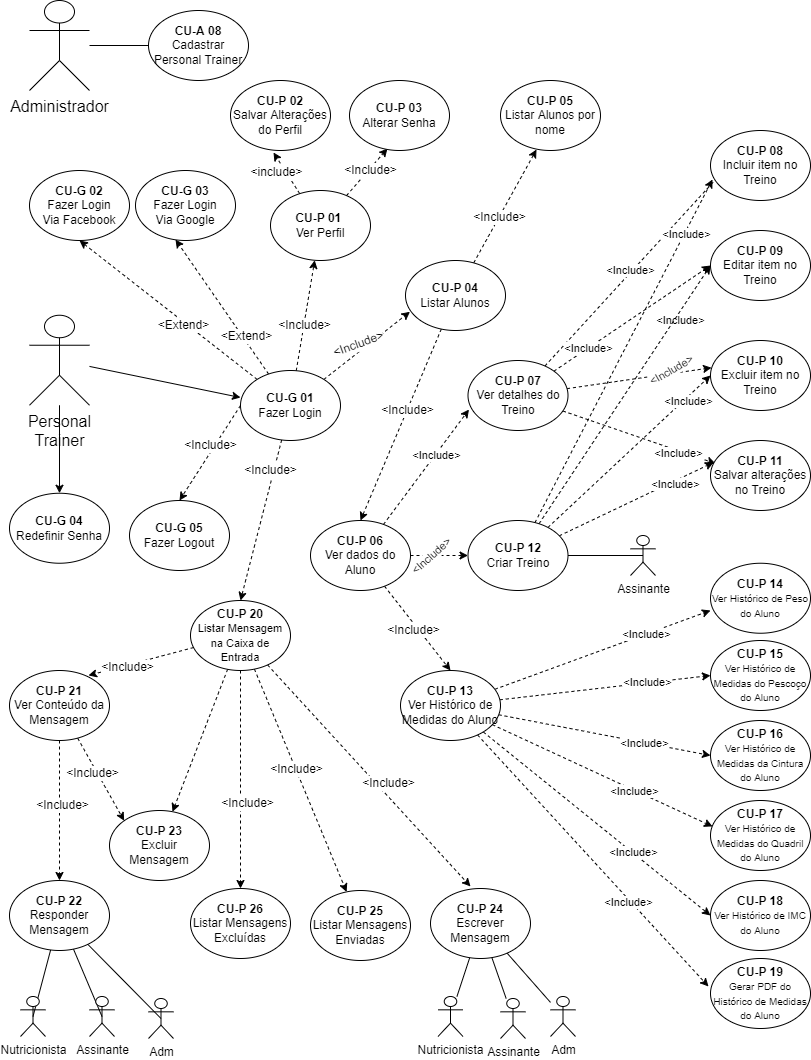 CU-A 08
Cadastrar
Personal Trainer
Administrador
CU-P 02
Salvar Alterações
do Perfil
CU-P 03
Alterar Senha
CU-P 05
Listar Alunos por
nome
CU-P 08
Incluir item no
Treino
<include>
<Include>
CU-G 02
Fazer Login
Via Facebook
CU-G 03
Fazer Login
Via Google
CU-P 01
Ver Perfil
<Include>
<Include>
CU-P 09
Editar item no
Treino
<Include>
CU-P 04
Listar Alunos
<Extend>
<Extend>
<Include>
<Include>
<Include>
CU-P 10
Excluir item no
Treino
<Include>
CU-P 07
Ver detalhes do
Treino
CU-G 01
Fazer Login
<Include>
<Include>
Personal
Trainer
<Include>
<Include>
<Include>
<Include>
<Include>
CU-P 11
Salvar alterações
no Treino
CU-G 04
Redefinir Senha
CU-G 05
Fazer Logout
CU-P 06
Ver dados do
Aluno
<Include>
CU-P 12
Criar Treino
Assinante
CU-P 14
Ver Histórico de Peso
do Aluno
CU-P 20
Listar Mensagem
na Caixa de
Entrada
<Include>
<Include>
<Include>
CU-P 15
Ver Histórico de
Medidas do Pescoço
do Aluno
<Include>
CU-P 21
Ver Conteúdo da
Mensagem
CU-P 13
Ver Histórico de
Medidas do Aluno
CU-P 16
Ver Histórico de
Medidas da Cintura
do Aluno
<Include>
<Include>
<Include>
<Include>
<Include>
<Include>
<Include>
CU-P 17
Ver Histórico de
Medidas do Quadril
do Aluno
CU-P 23
Excluir
Mensagem
<Include>
CU-P 22
Responder
Mensagem
CU-P 26
Listar Mensagens
Excluídas
CU-P 25
Listar Mensagens
Enviadas
CU-P 24
Escrever
Mensagem
<Include>
CU-P 18
Ver Histórico de IMC
do Aluno
CU-P 19
Gerar PDF do
Histórico de Medidas
do Aluno
Nutricionista
Assinante
Adm
Nutricionista
Assinante
Adm